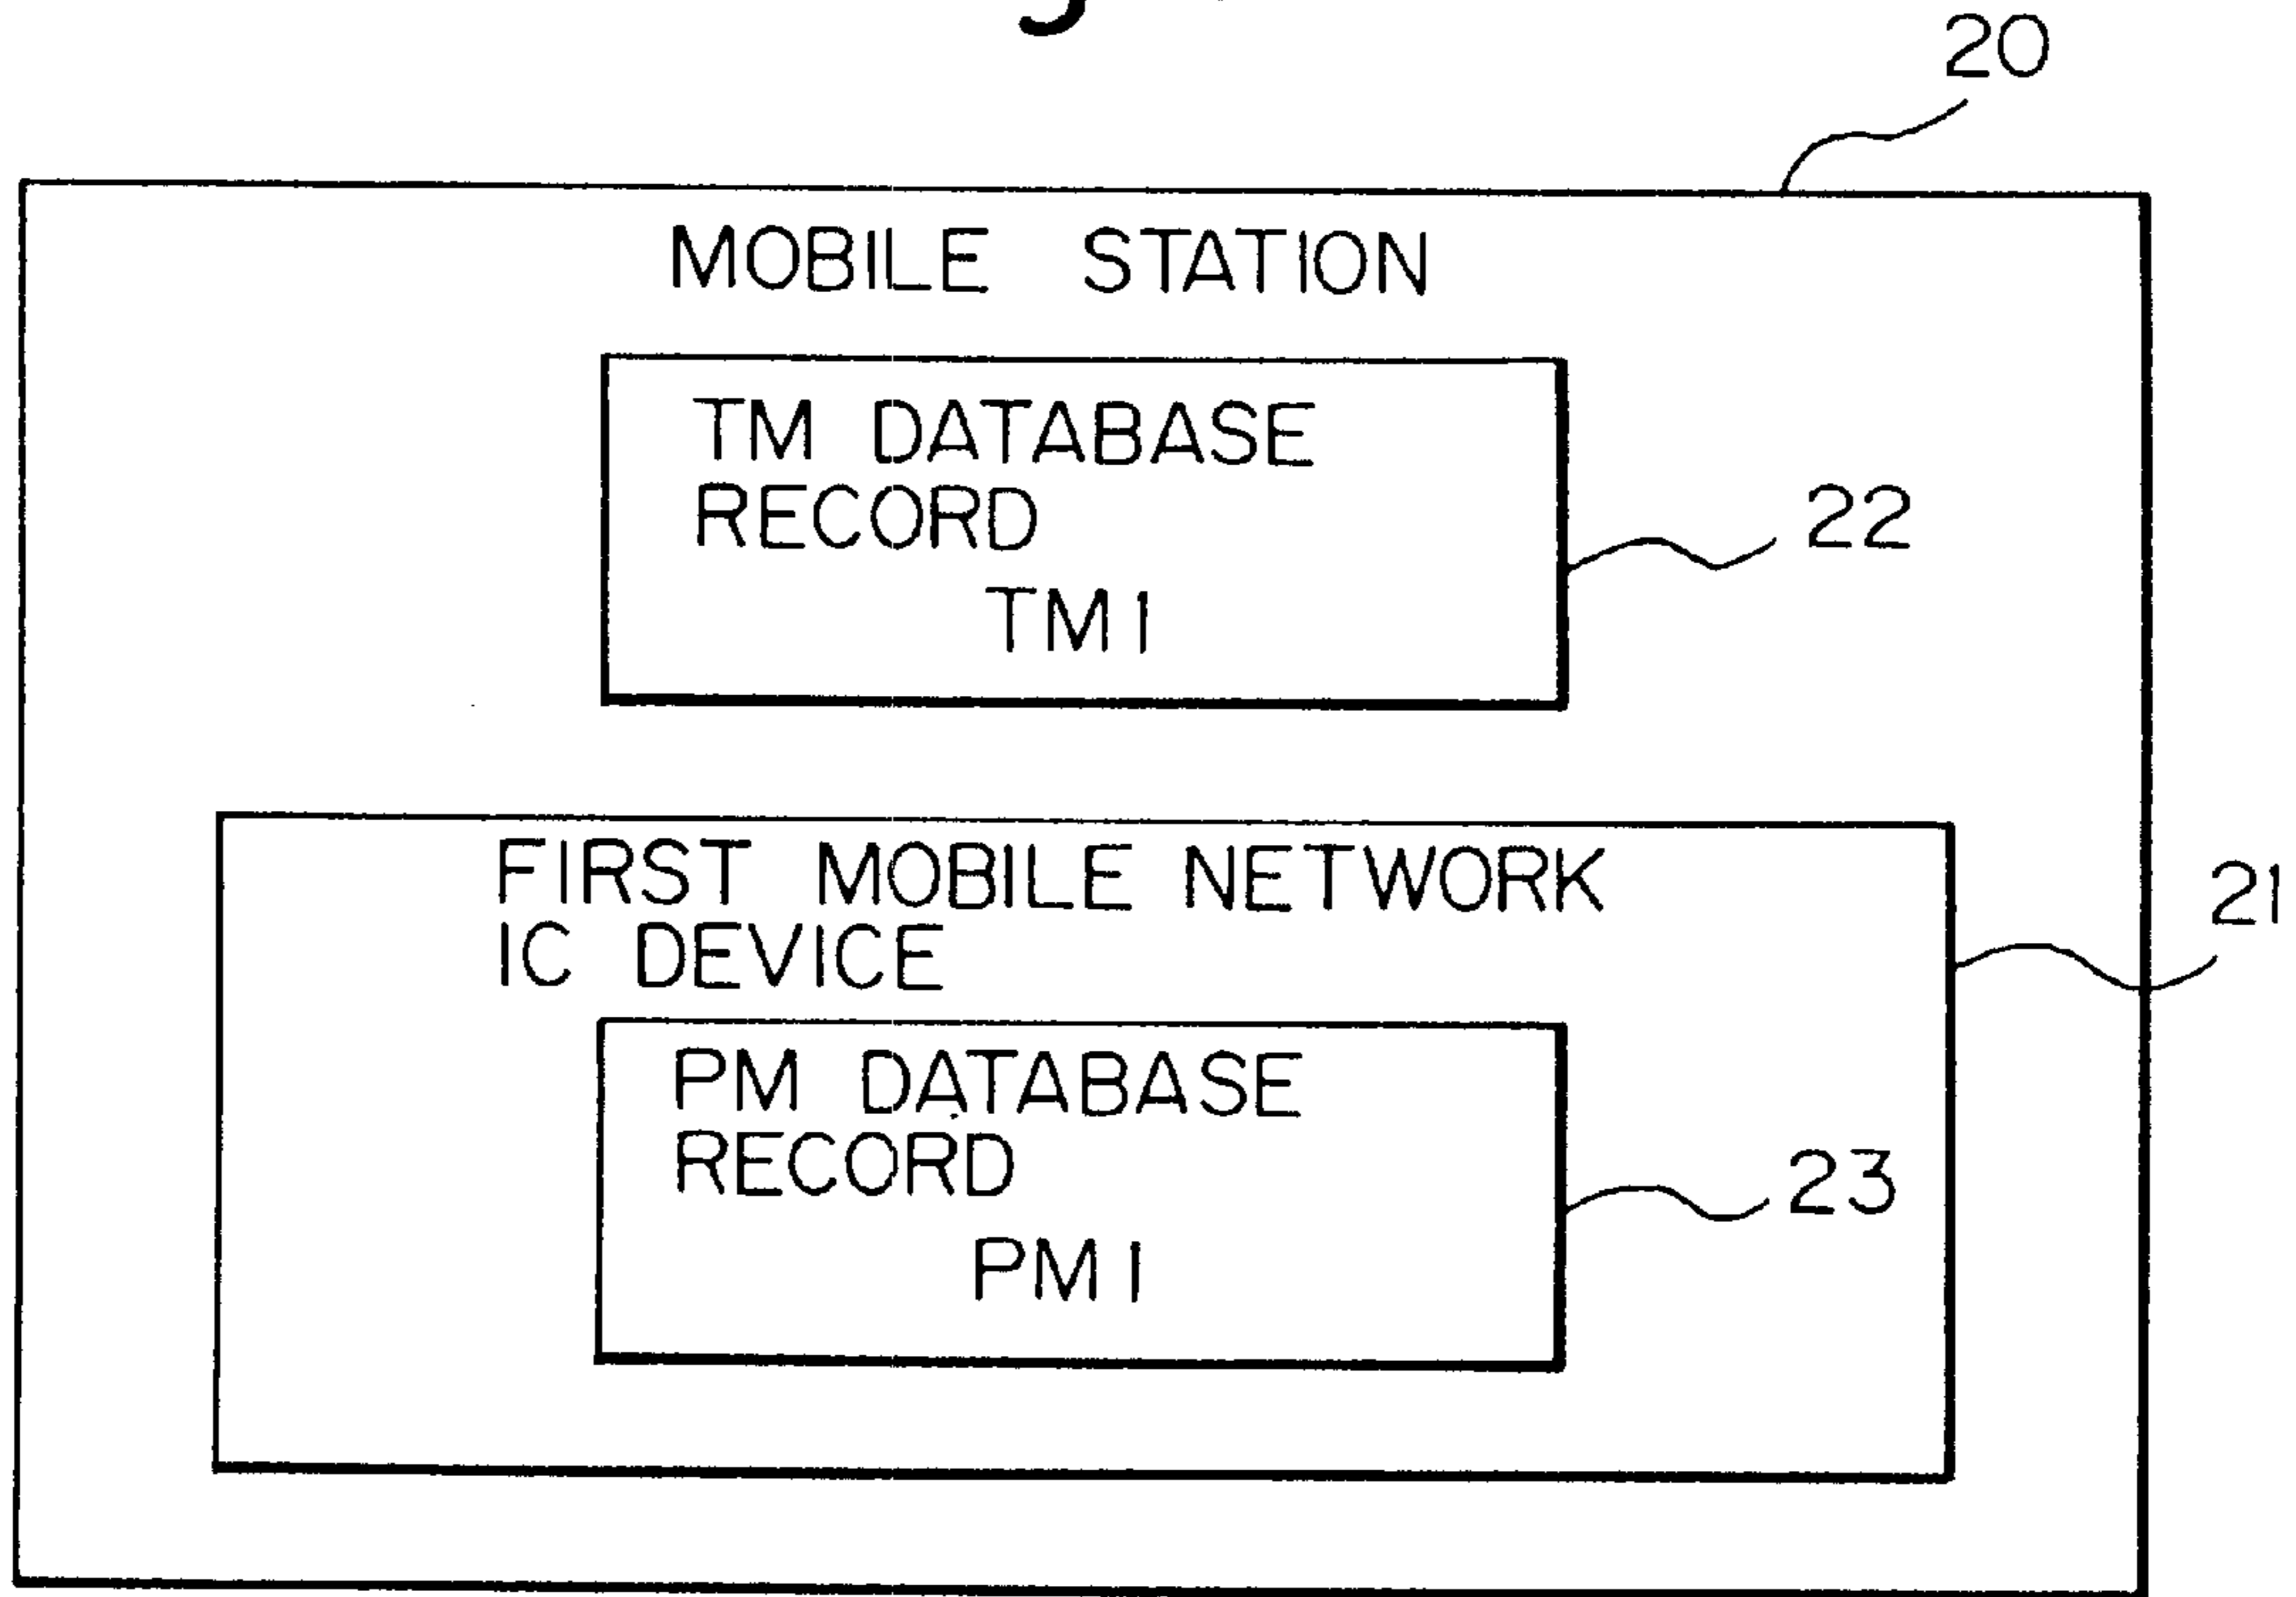 20
MOBILE STATION
TM DATABASE
RECORD
22
TM1
FIRST MOBILE NETWORK
21
IC DEVICE
PM DATABASE
RECORD
23
PM1